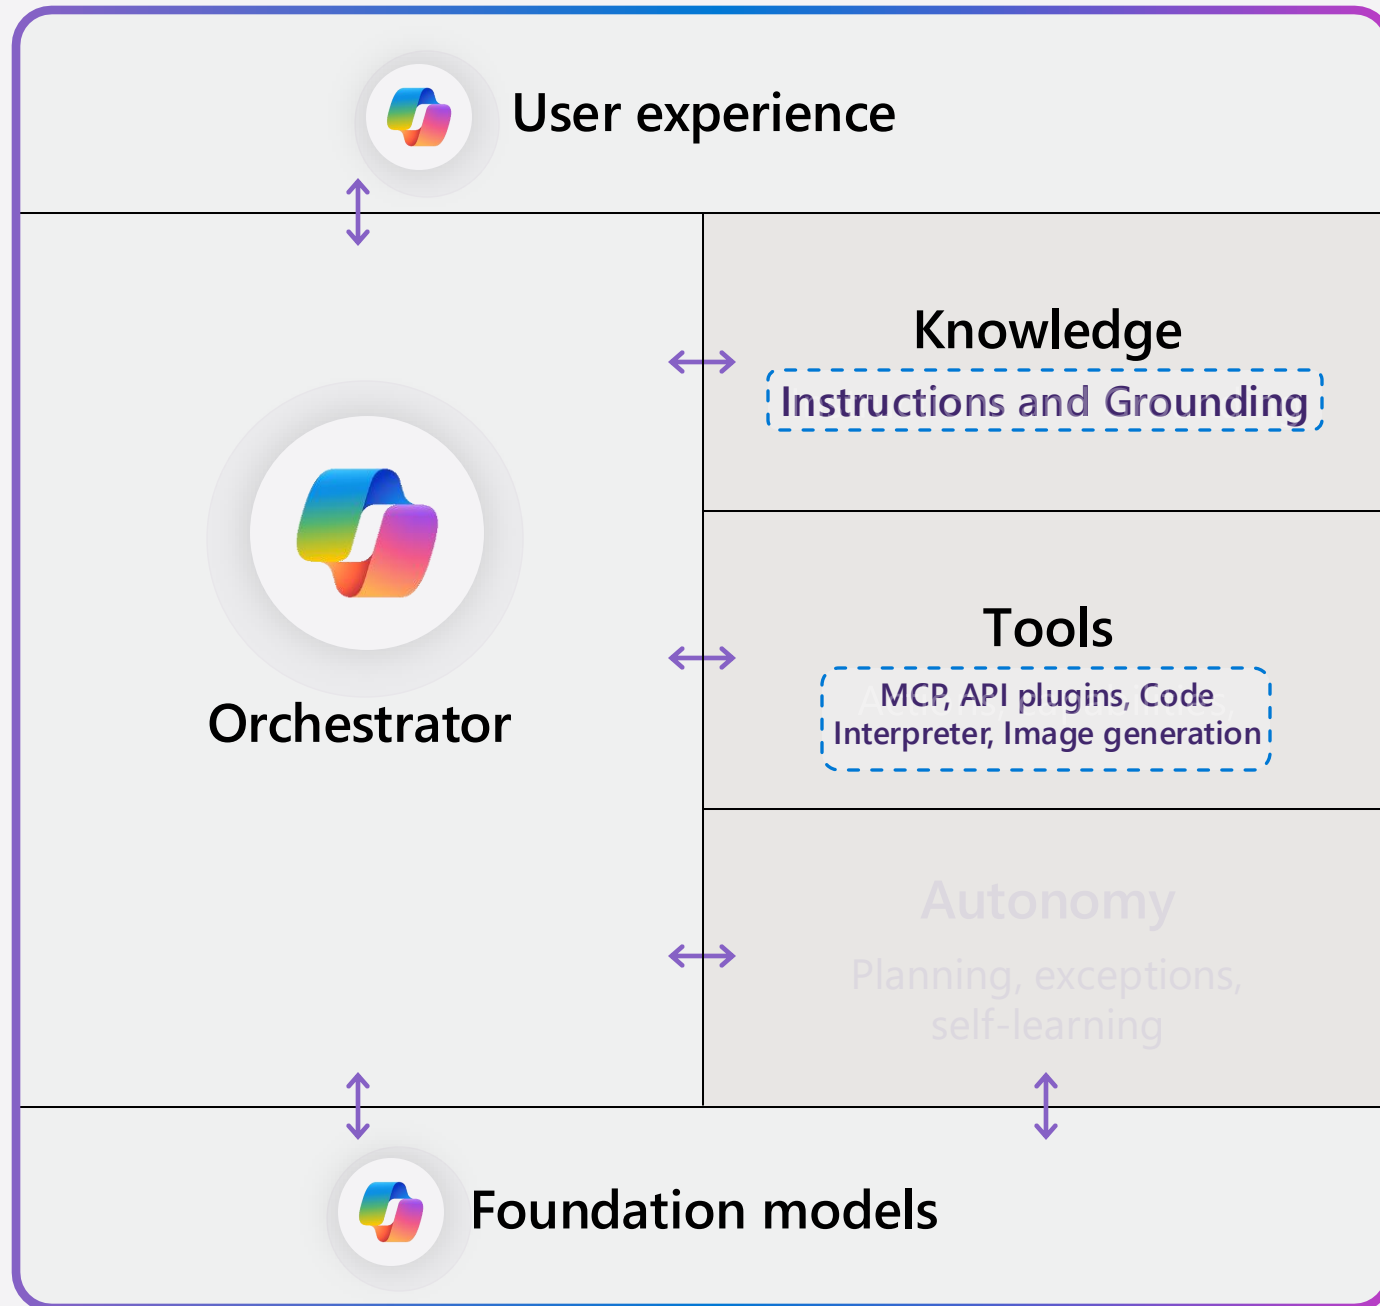 User experience
Knowledge
Instructions and Grounding
Orchestrator
Tools
MCP, API plugins, Code
Interpreter, Image generation
Autonomy
Planning, exceptions,
self-learning
Foundation models